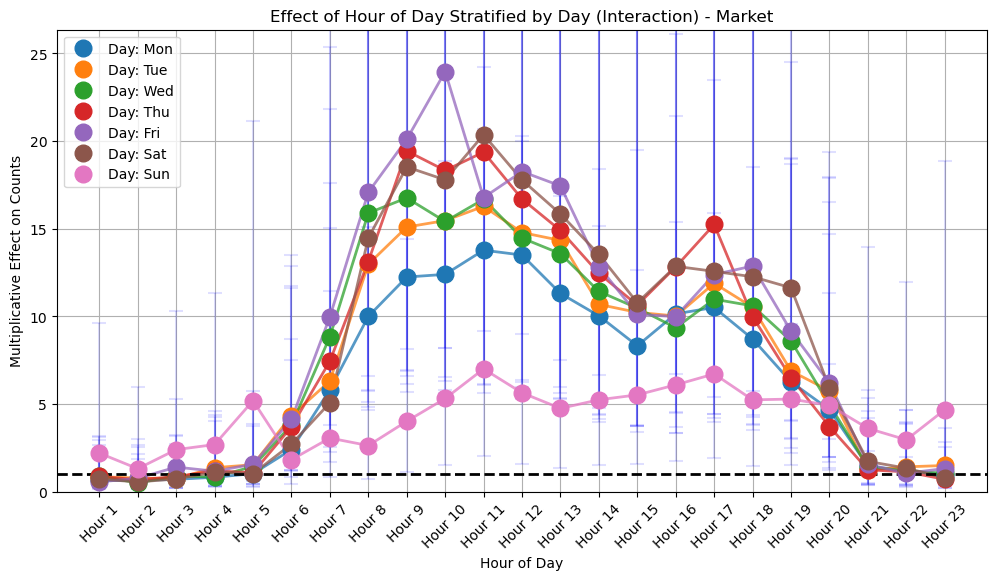 Effect of Hour of Day Stratified by Day (Interaction) - Market
Multiplicative Effect on Counts
25
20
15
10
5
0
Day: Mon
Day: Tue
Day: Wed
Day: Thu
Day: Fri
Day: Sat
Day: Sun
Hour 1
Hour 2
Hour 3
Hour 4
Hour 5
Hour 6
Hour 7
Hour 8
Hour 9
Hour 10
Hour 11
Hour 12
Hour 13
Hour 14
Hour 15
Hour 16
Hour 17
Hour 18
Hour 19
Hour 20
Hour 21
Hour 22
Hour 23
Hour of Day